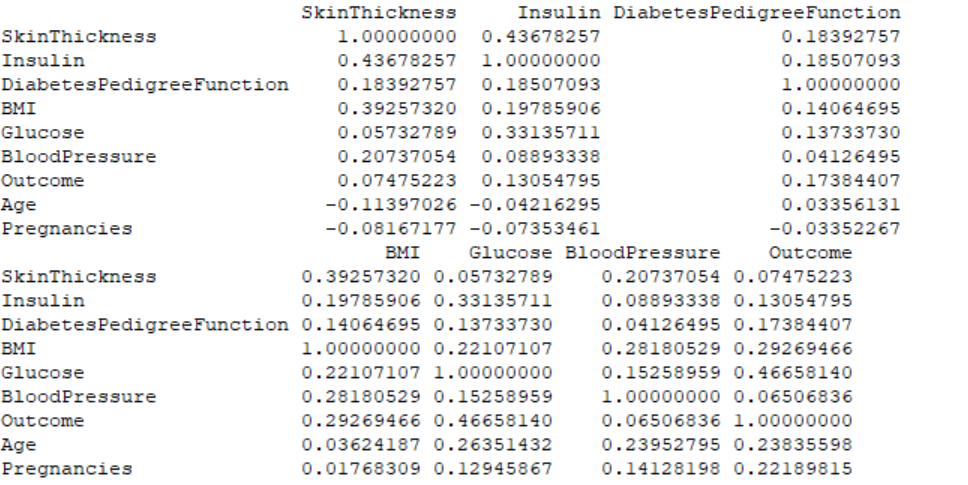 SkinThickness     Insulin DiabetesPedigreeFunction
SkinThickness                 1.00000000  0.43678257               0.18392757
Insulin                       0.43678257  1.00000000               0.18507093
DiabetesPedigreeFunction      0.18392757  0.18507093               1.00000000
BMI                           0.39257320  0.19785906               0.14064695
Glucose                       0.05732789  0.33135711               0.13733730
BloodPressure                 0.20737054  0.08893338               0.04126495
Outcome                       0.07475223  0.13054795               0.17384407
Age                          -0.11397026 -0.04216295               0.03356131
Pregnancies                  -0.08167177 -0.07353461              -0.03352267
                                BMI    Glucose BloodPressure    Outcome
SkinThickness            0.39257320 0.05732789    0.20737054 0.07475223
Insulin                  0.19785906 0.33135711    0.08893338 0.13054795
DiabetesPedigreeFunction 0.14064695 0.13733730    0.04126495 0.17384407
BMI                      1.00000000 0.22107107    0.28180529 0.29269466
Glucose                  0.22107107 1.00000000    0.15258959 0.46658140
BloodPressure            0.28180529 0.15258959    1.00000000 0.06506836
Outcome                  0.29269466 0.46658140    0.06506836 1.00000000
Age                      0.03624187 0.26351432    0.23952795 0.23835598
Pregnancies              0.01768309 0.12945867    0.14128198 0.22189815